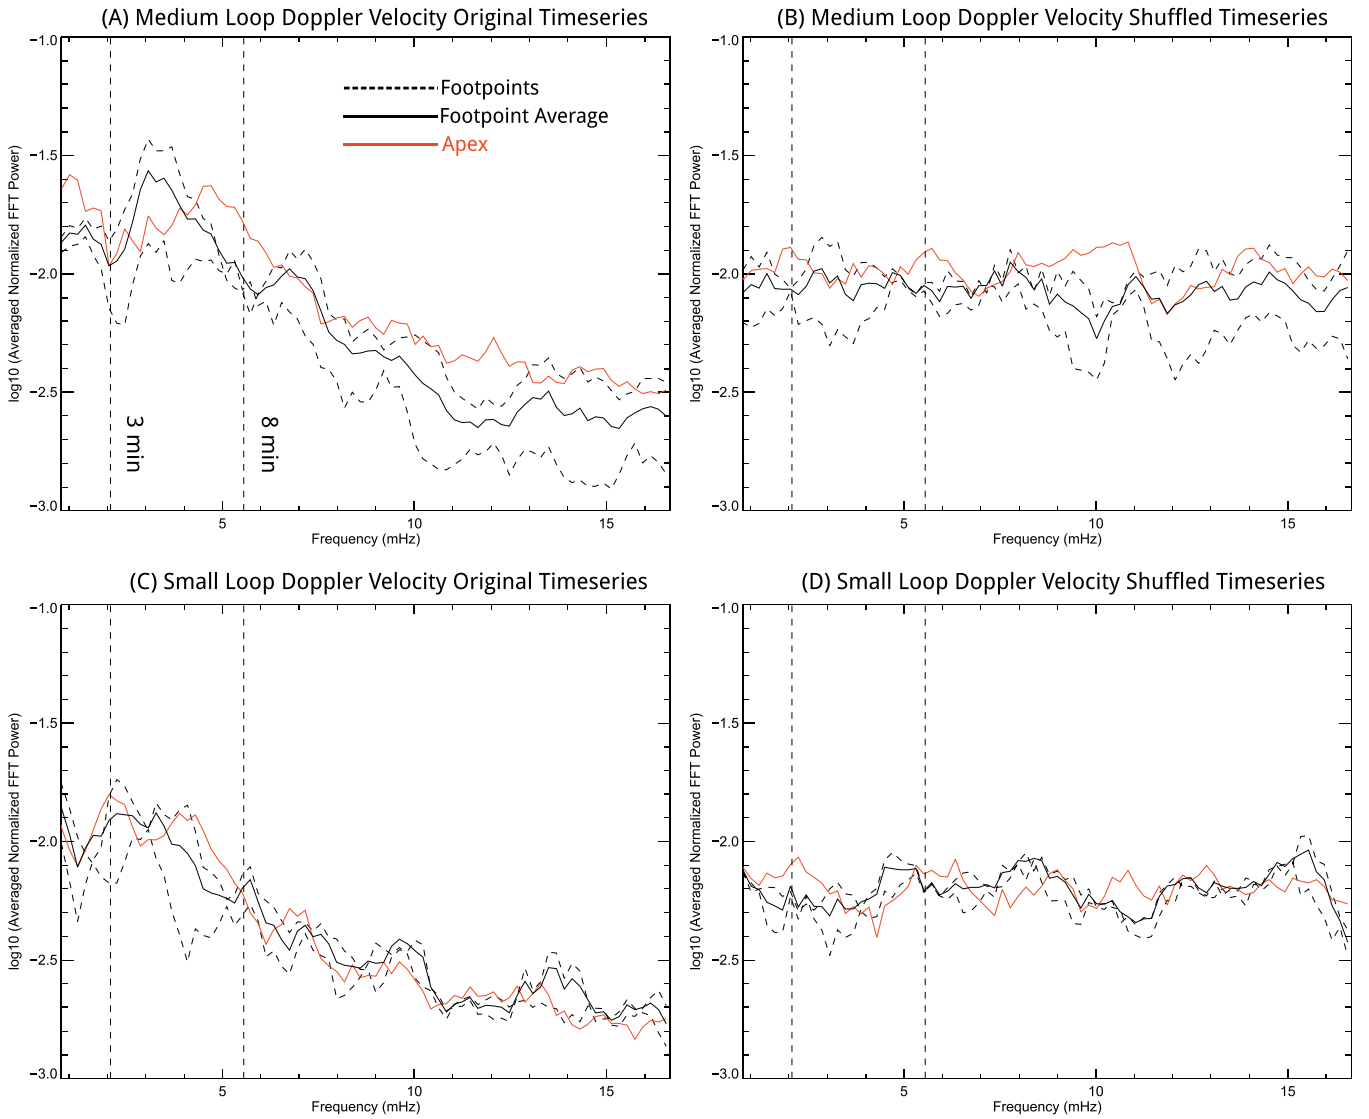 (A) Medium Loop Doppler Velocity Original Timeseries
−1.0
−1.5
−2.0
−2.5
−3.0
log10 (Averaged Normalized FFT Power)
Footpoints
Footpoint Average
Apex
3 min
8 min
5
10
15
Frequency (mHz)
(B) Medium Loop Doppler Velocity Shuffled Timeseries
−1.0
−1.5
−2.0
−2.5
−3.0
log10 (Averaged Normalized FFT Power)
5
10
15
Frequency (mHz)
(C) Small Loop Doppler Velocity Original Timeseries
−1.0
−1.5
−2.0
−2.5
−3.0
log10 (Averaged Normalized FFT Power)
5
10
15
Frequency (mHz)
(D) Small Loop Doppler Velocity Shuffled Timeseries
−1.0
−1.5
−2.0
−2.5
−3.0
log10 (Averaged Normalized FFT Power)
5
10
15
Frequency (mHz)